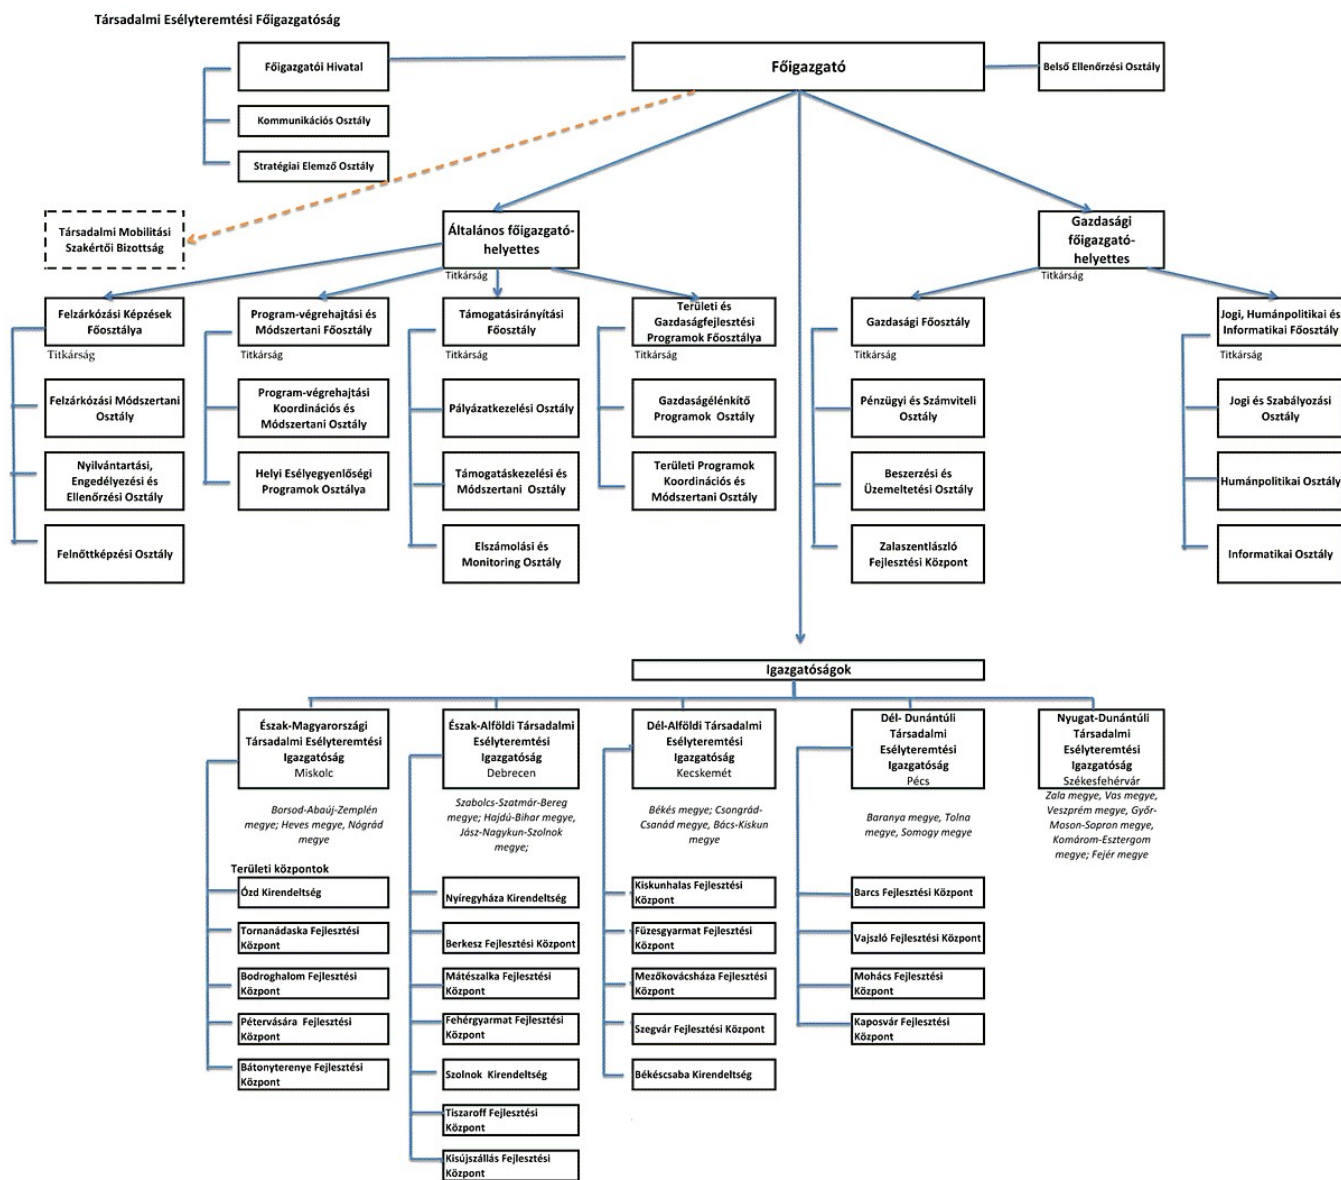 Társadalmi Esélyteremtési Főigazgatóság
Főigazgatói Hivatal
Főigazgató
Belső Ellenőrzési Osztály
Kommunikációs Osztály
Stratégiai Elemző Osztály
Társadalmi Mobilitási
Szakértői Bizottság
Általános főigazgató-
helyettes
Titkárság
Gazdasági
főigazgató-
helyettes
Titkárság
Felzárkózási Képzések
Főosztálya
Titkárság
Felzárkózási Módszertani
Osztály
Nyilvántartási,
Engedélyezési és
Ellenőrzési Osztály
Felnőttképzési Osztály
Program-végrehajtási és
Módszertani Főosztály
Titkárság
Program-végrehajtási
Koordinációs és
Módszertani Osztály
Helyi Esélyegyenlőségi
Programok Osztálya
Támogatásirányítási
Főosztály
Titkárság
Pályázatkezelési Osztály
Támogatáskezelési és
Módszertani Osztály
Elszámolási és
Monitoring Osztály
Területi és
Gazdaságfejlesztési
Programok Főosztálya
Titkárság
Gazdaságélénkítő
Programok Osztály
Területi Programok
Koordinációs és
Módszertani Osztály
Gazdasági Főosztály
Titkárság
Pénzügyi és Számviteli
Osztály
Beszerzési és
Üzemeltetési Osztály
Zalaszentlászló
Fejlesztési Központ
Jogi, Humánpolitikai és
Informatikai Főosztály
Titkárság
Jogi és Szabályozási
Osztály
Humánpolitikai Osztály
Informatikai Osztály
Igazgatóságok
Észak-Magyarországi
Társadalmi Esélyteremtési
Igazgatóság
Miskolc
Borsod-Abaúj-Zemplén
megye; Heves megye, Nógrád
megye
Területi központok
Ózd Kirendeltség
Tornanádaska Fejlesztési
Központ
Bodroghalom Fejlesztési
Központ
Pétervására Fejlesztési
Központ
Bátonyterenye Fejlesztési
Központ
Észak-Alföldi Társadalmi
Esélyteremtési
Igazgatóság
Debrecen
Szabolcs-Szatmár-Bereg
megye; Hajdú-Bihar megye,
Jász-Nagykun-Szolnok
megye;
Nyíregyháza Kirendeltség
Berkesz Fejlesztési Központ
Mátészalka Fejlesztési
Központ
Fehérgyarmat Fejlesztési
Központ
Szolnok Kirendeltség
Tiszaroff Fejlesztési
Központ
Kisújszállás Fejlesztési
Központ
Dél-Alföldi Társadalmi
Esélyteremtési
Igazgatóság
Kecskemét
Békés megye; Csongrád-
Csanád megye, Bács-Kiskun
megye
Kiskunhalas Fejlesztési
Központ
Füzesgyarmat Fejlesztési
Központ
Mezőkovácsháza Fejlesztési
Központ
Szegvár Fejlesztési Központ
Békéscsaba Kirendeltség
Dél- Dunántúli
Társadalmi
Esélyteremtési
Igazgatóság
Pécs
Baranya megye, Tolna
megye, Somogy megye
Barcs Fejlesztési Központ
Vajszló Fejlesztési Központ
Mohács Fejlesztési
Központ
Kaposvár Fejlesztési
Központ
Nyugat-Dunántúli
Társadalmi
Esélyteremtési
Igazgatóság
Székesfehérvár
Zala megye, Vas megye,
Veszprém megye, Győr-
Moson-Sopron megye,
Komárom-Esztergom
megye; Fejér megye